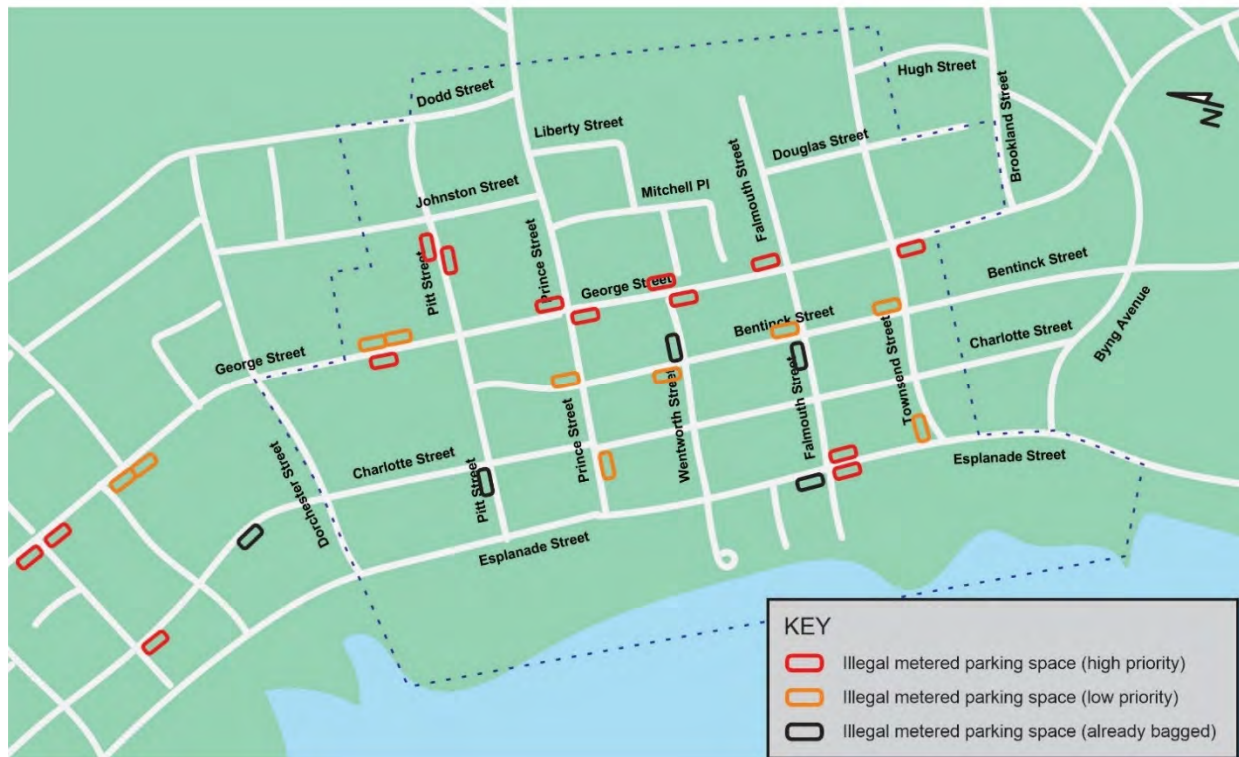 Dodd Street
Hugh Street
Liberty Street
Douglas Street
Brookland Street
N
Johnston Street
Mitchell Pl
Falmouth Street
Prince Street
Pitt Street
George Street
Bentinck Street
Bentinck Street
George Street
Charlotte Street
Byng Avenue
Townsend Street
Wentworth Street
Prince Street
Falmouth Street
Dorchester Street
Charlotte Street
Pitt Street
Esplanade Street
Esplanade Street
KEY
Illegal metered parking space (high priority)
Illegal metered parking space (low priority)
Illegal metered parking space (already bagged)